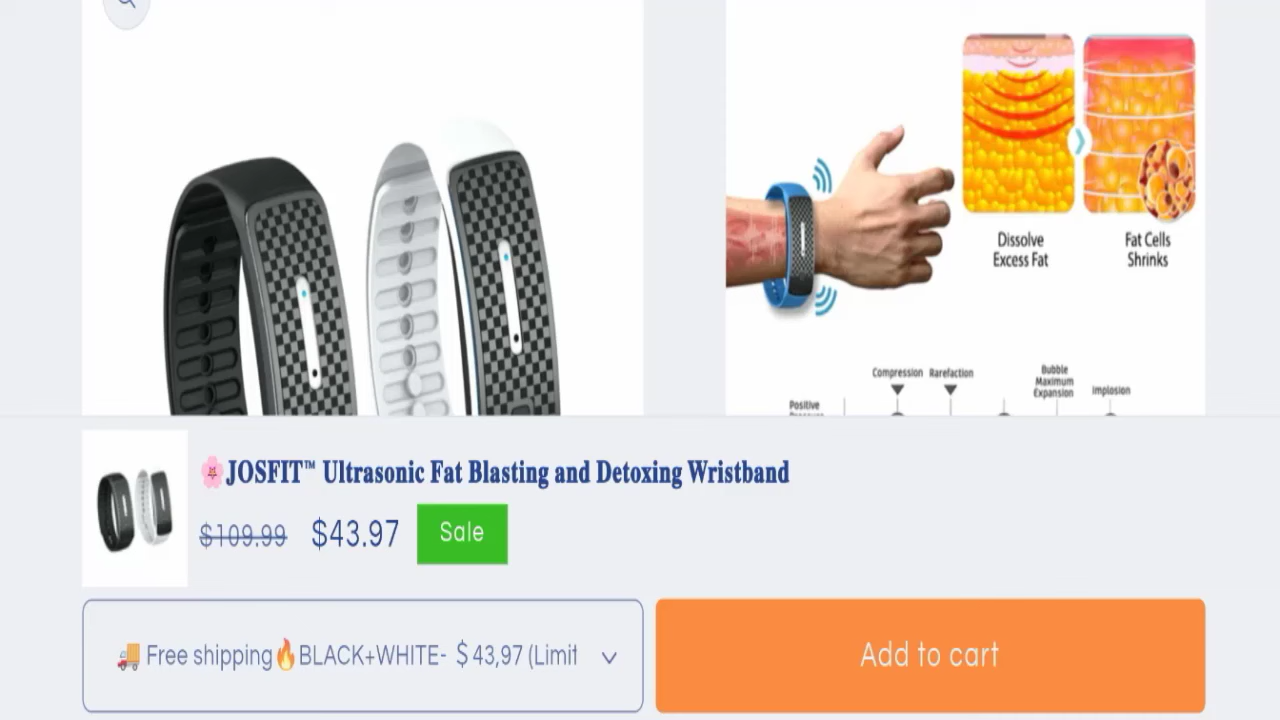 Dissolve
Excess Fat
Fat Cells
Shrinks
Compression Rarefaction
Bubble
Maximum
Expansion
Implosion
Positive
🌸JOSFIT™ Ultrasonic Fat Blasting and Detoxing Wristband
$109.99 $43.97 Sale
🚚 Free shipping🔥BLACK+WHITE- $43,97 (Limit
Add to cart